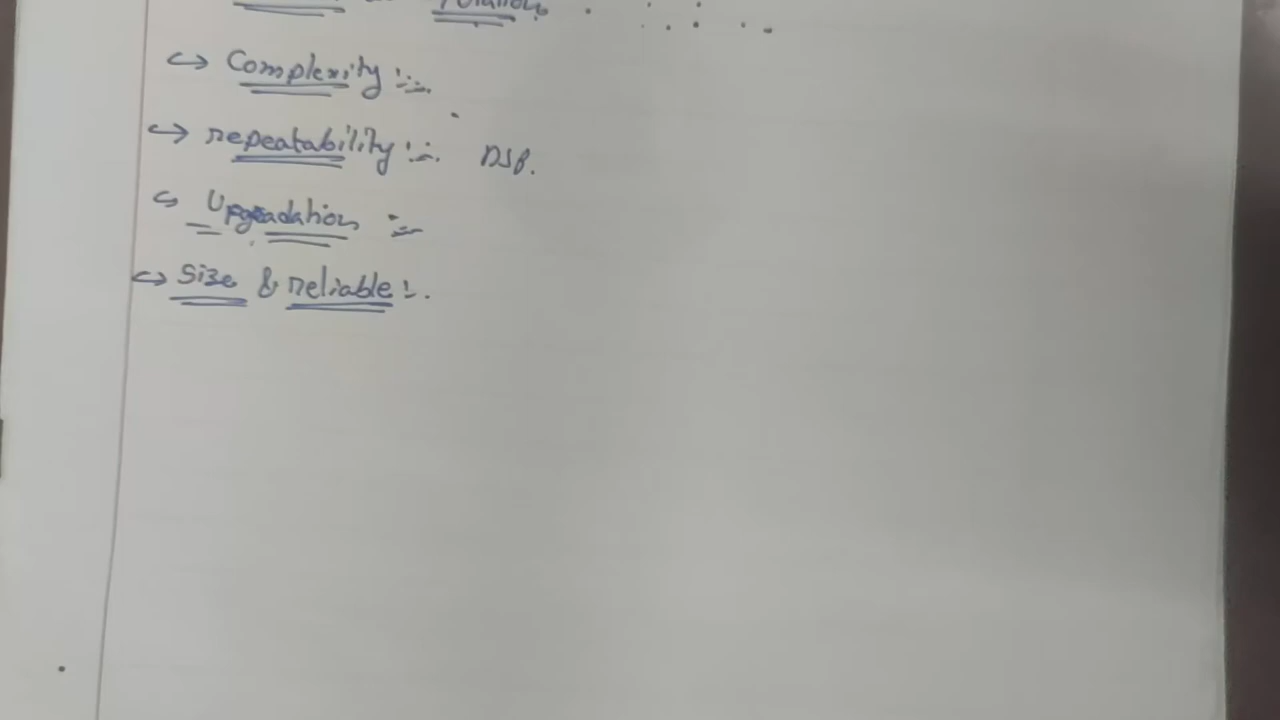 ↪ Complexity :-
↪ repeatability :- DSP.
↪ Upgradation :-
↪ Size & reliable :-